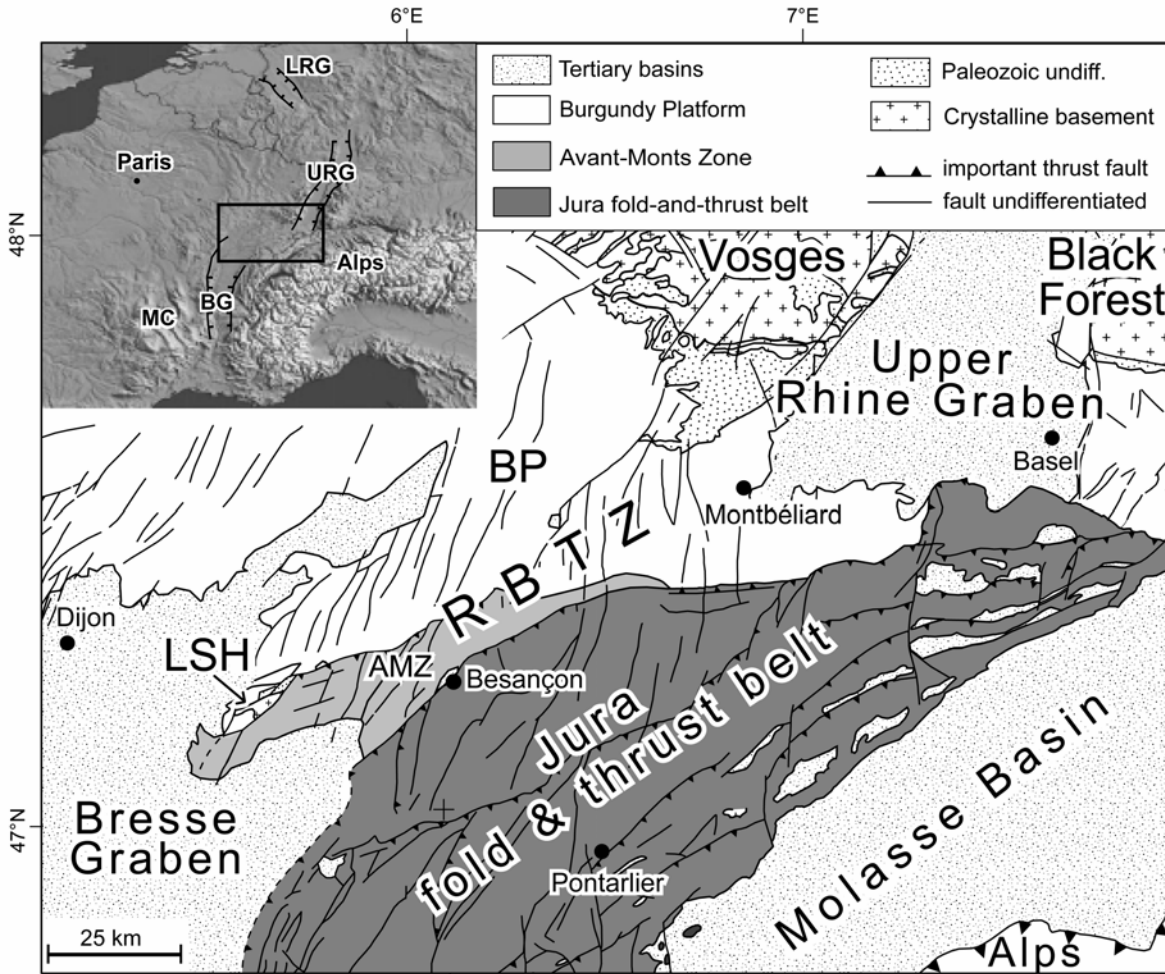 6°E
7°E
LRG
Paris
URG
Alps
BG
MC
Tertiary basins
Burgundy Platform
Avant-Monts Zone
Jura fold-and-thrust belt
Paleozoic undiff.
Crystalline basement
important thrust fault
fault undifferentiated
48°N
Vosges
Black
Forest
Upper
Rhine Graben
BP
Basel
Montbéliard
RBTZ
Dijon
LSH
AMZ
Besançon
Jura
fold & thrust belt
47°N
Bresse
Graben
Pontarlier
Molasse Basin
25 km
Alps